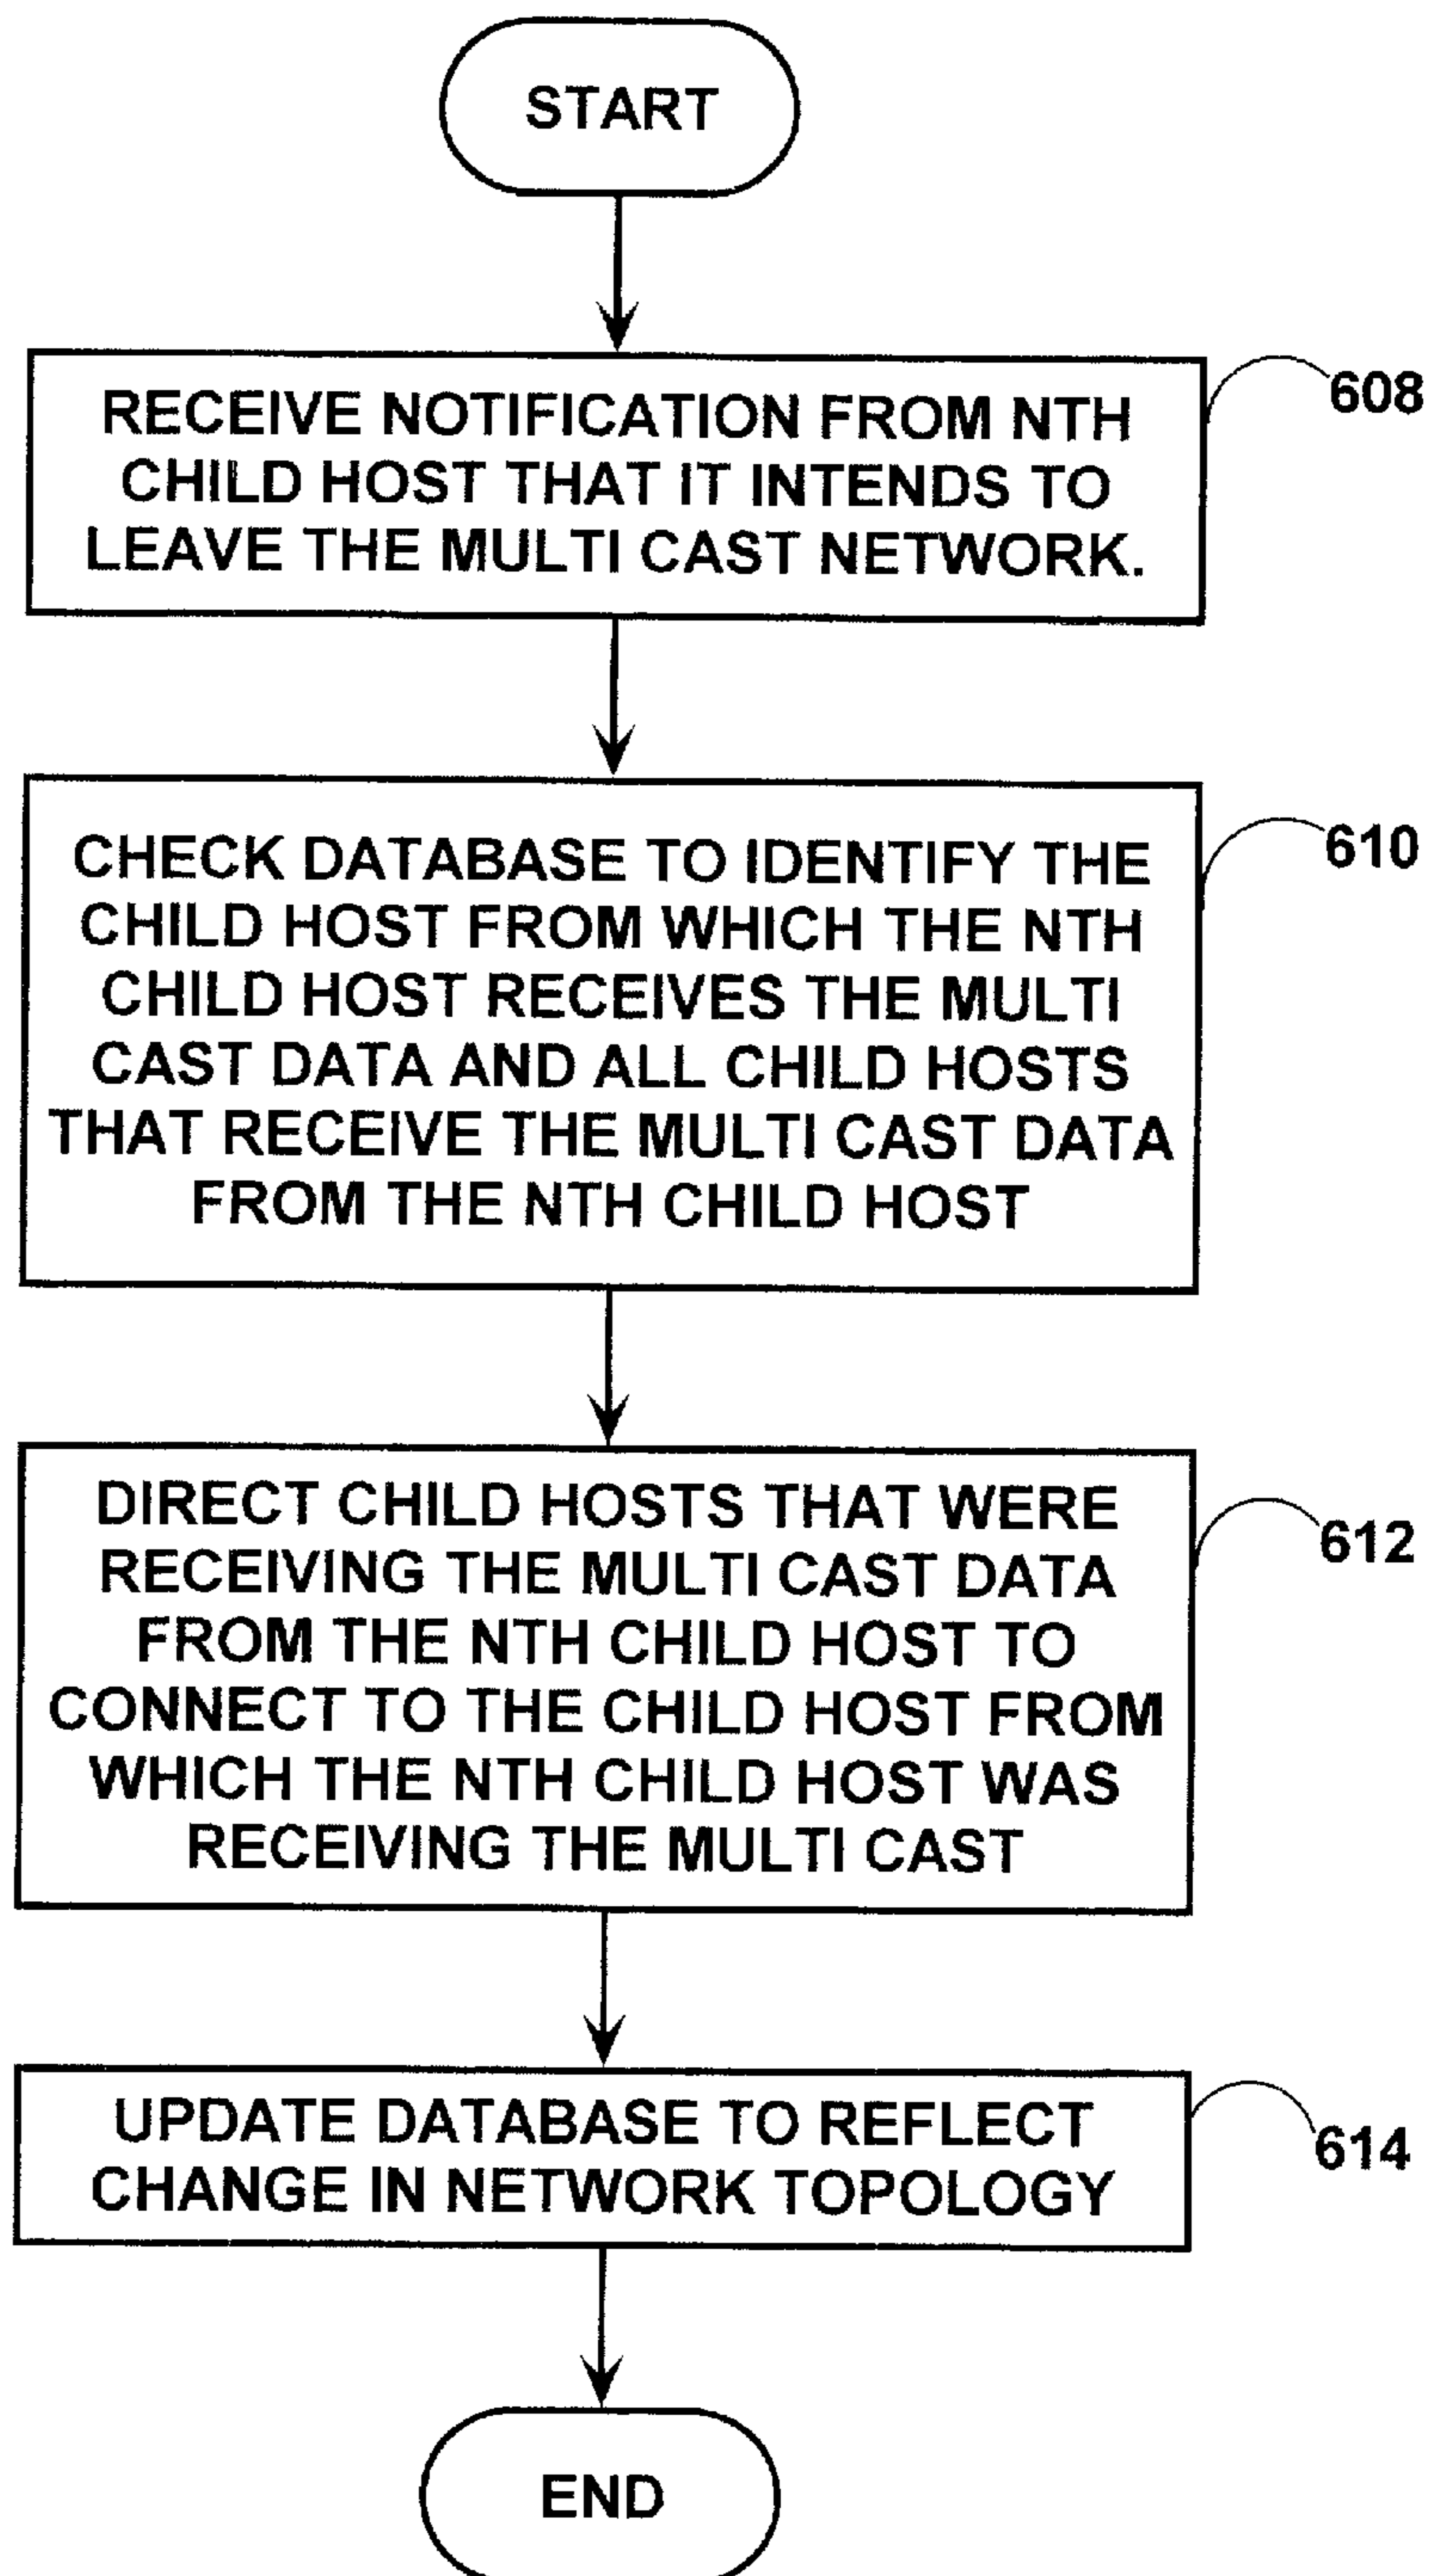 START
RECEIVE NOTIFICATION FROM NTH
CHILD HOST THAT IT INTENDS TO
LEAVE THE MULTI CAST NETWORK.
608
CHECK DATABASE TO IDENTIFY THE
CHILD HOST FROM WHICH THE NTH
CHILD HOST RECEIVES THE MULTI
CAST DATA AND ALL CHILD HOSTS
THAT RECEIVE THE MULTI CAST DATA
FROM THE NTH CHILD HOST
610
DIRECT CHILD HOSTS THAT WERE
RECEIVING THE MULTI CAST DATA
FROM THE NTH CHILD HOST TO
CONNECT TO THE CHILD HOST FROM
WHICH THE NTH CHILD HOST WAS
RECEIVING THE MULTI CAST
612
UPDATE DATABASE TO REFLECT
CHANGE IN NETWORK TOPOLOGY
614
END